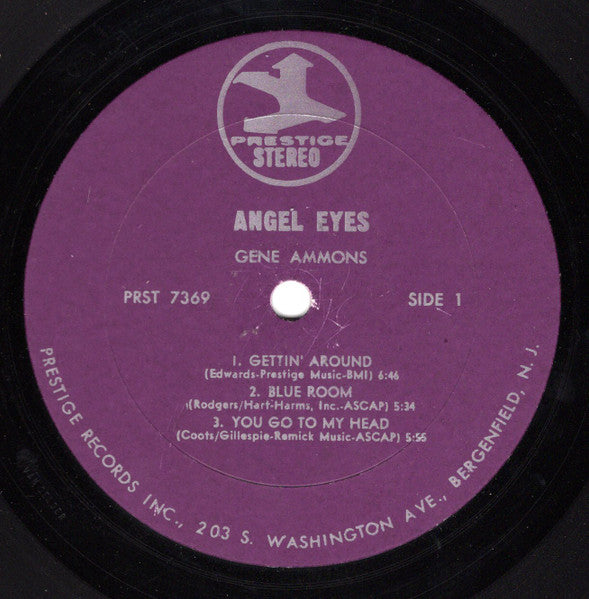 PRESTIGE
STEREO
ANGEL EYES
GENE AMMONS
PRST 7369
SIDE 1
1. GETTIN' AROUND
(Edwards-Prestige Music-BMI) 6:46
2. BLUE ROOM
(Rodgers/Hart-Harms, Inc.-ASCAP) 5:34
3. YOU GO TO MY HEAD
(Coots/Gillespie-Remick Music-ASCAP) 5:55
PRESTIGE RECORDS INC., 203 S. WASHINGTON AVE., BERGENFIELD, N. J.